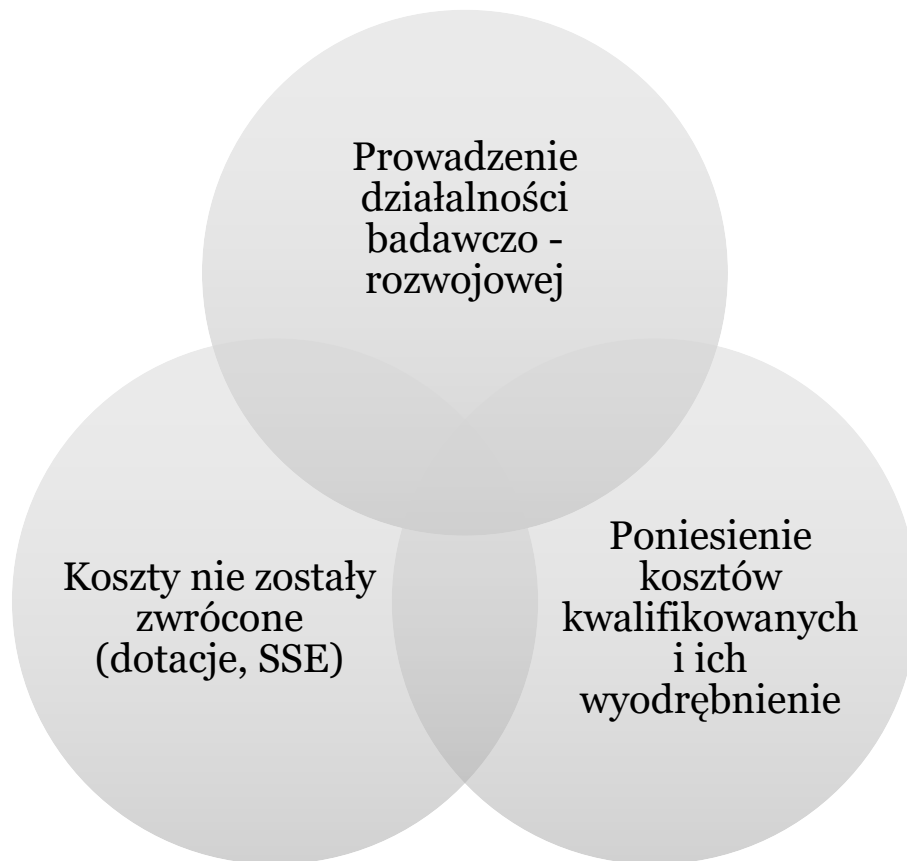 Prowadzenie
działalności
badawczo -
rozwojowej
Koszty nie zostały
zwrócone
(dotacje, SSE)
Poniesienie
kosztów
kwalifikowanych
i ich
wyodrębnienie